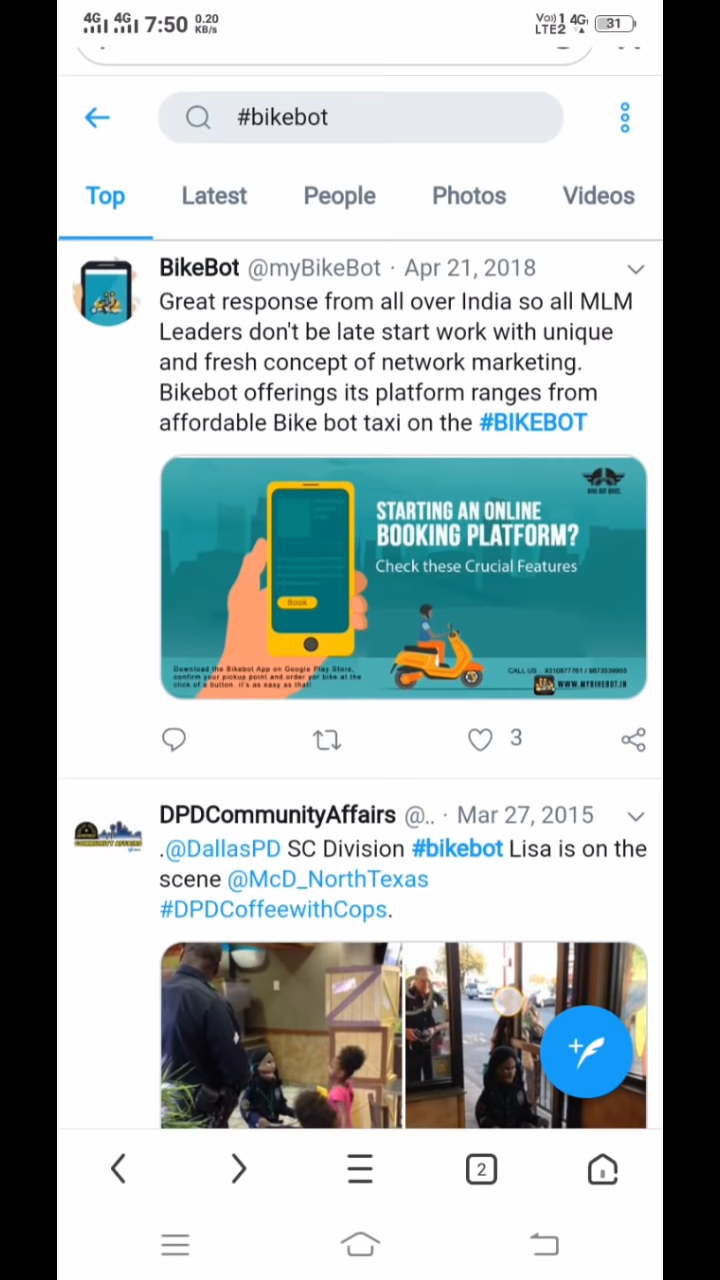 4G 4G 7:50 0.20 KB/s Vo)) 1 4G LTE2 31
#bikebot
Top Latest People Photos Videos
BikeBot @myBikeBot · Apr 21, 2018
Great response from all over India so all MLM
Leaders don't be late start work with unique
and fresh concept of network marketing.
Bikebot offerings its platform ranges from
affordable Bike bot taxi on the #BIKEBOT
STARTING AN ONLINE
BOOKING PLATFORM?
Check these Crucial Features
Book
Download the Bikebot App on Google Play Store,
confirm your pickup point and order yor bike at the
click of a button. it's as easy as that!
CALL US : 9310877761 / 9873539955
WWW.MYBIKEBOT.IN
3
DPDCommunityAffairs @.. · Mar 27, 2015
.@DallasPD SC Division #bikebot Lisa is on the
scene @McD_NorthTexas
#DPDCoffeewithCops.
2